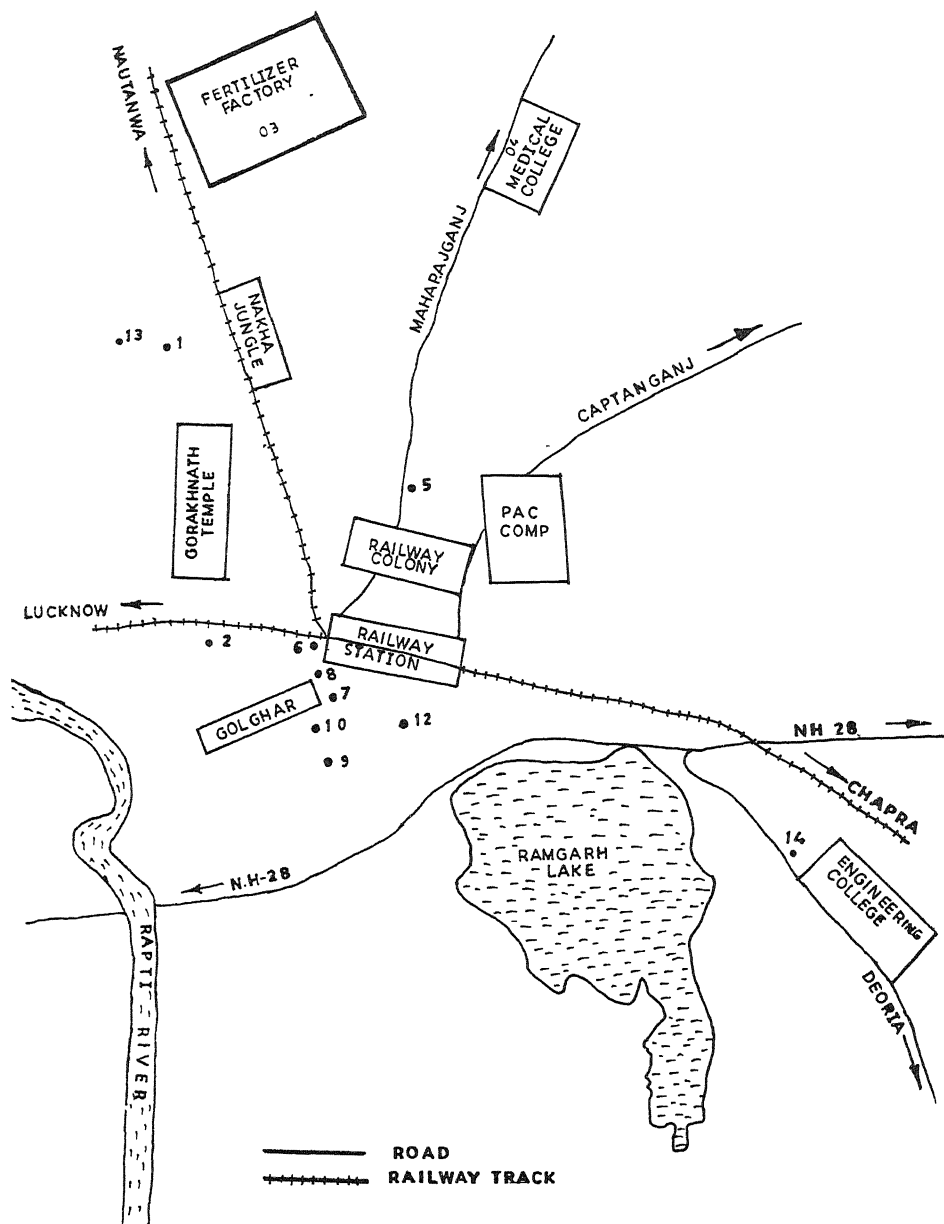 NAUTANWA
FERTILIZER
FACTORY
03
04
MEDICAL
COLLEGE
MAHARAJGANJ
NAKHA
JUNGLE
13
1
CAPTANGANJ
GORAKHNATH
TEMPLE
5
PAC
COMP
RAILWAY
COLONY
LUCKNOW
2
6
RAILWAY
STATION
8
7
GOLGHAR
10
12
9
NH 28
CHAPRA
14
ENGINEERING
COLLEGE
RAMGARH
LAKE
N.H-28
RAPTI RIVER
DEORIA
ROAD
RAILWAY TRACK